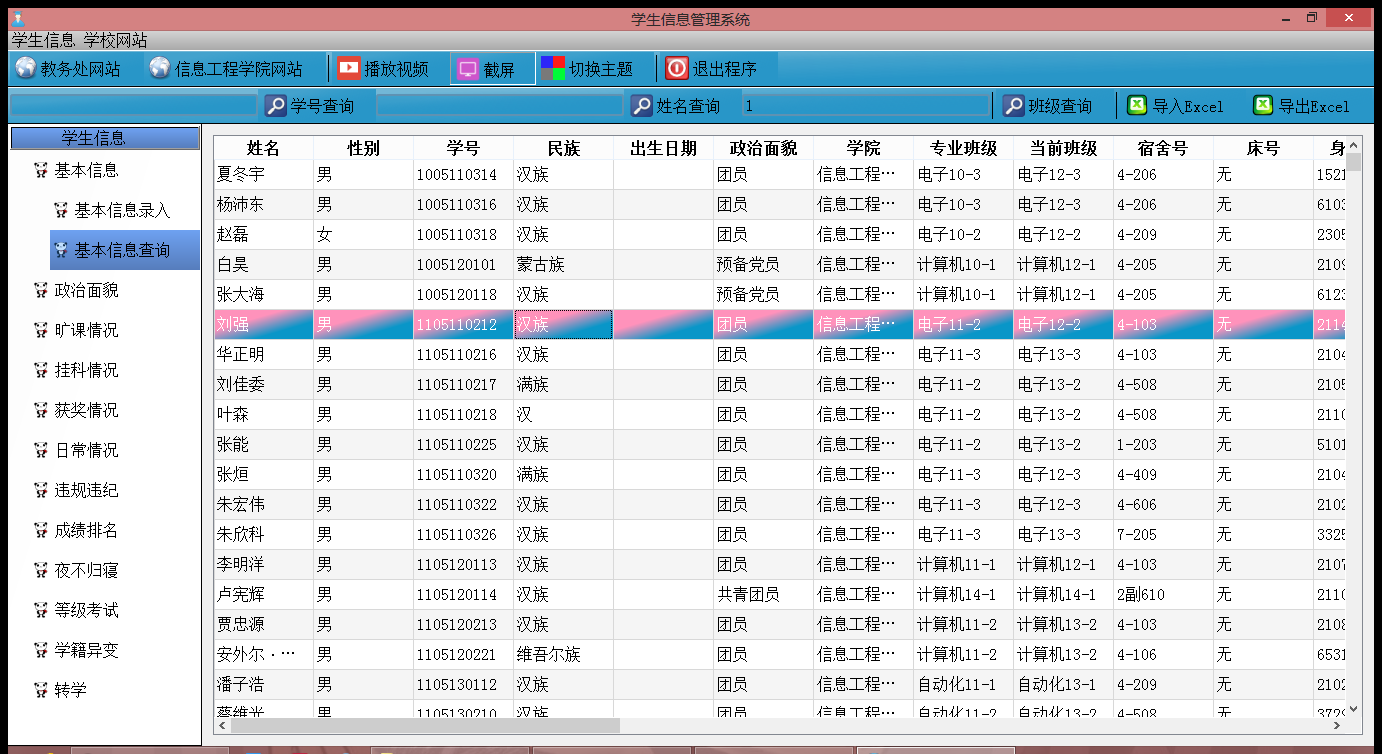 学生信息管理系统
学生信息 学校网站
教务处网站 信息工程学院网站 播放视频 截屏 切换主题 退出程序
学号查询 姓名查询 1 班级查询 导入Excel 导出Excel
学生信息
基本信息
基本信息录入
基本信息查询
政治面貌
旷课情况
挂科情况
获奖情况
日常情况
违规违纪
成绩排名
夜不归寝
等级考试
学籍异变
转学
姓名 性别 学号 民族 出生日期 政治面貌 学院 专业班级 当前班级 宿舍号 床号 身
夏冬宇 男 1005110314 汉族 团员 信息工程… 电子10-3 电子12-3 4-206 无 1521
杨沛东 男 1005110316 汉族 团员 信息工程… 电子10-3 电子12-3 4-206 无 6103
赵磊 女 1005110318 汉族 团员 信息工程… 电子10-2 电子12-2 4-209 无 2305
白昊 男 1005120101 蒙古族 预备党员 信息工程… 计算机10-1 计算机12-1 4-205 无 2109
张大海 男 1005120118 汉族 预备党员 信息工程… 计算机10-1 计算机12-1 4-205 无 6123
刘强 男 1105110212 汉族 团员 信息工程… 电子11-2 电子12-2 4-103 无 2114
华正明 男 1105110216 汉族 团员 信息工程… 电子11-3 电子13-3 4-103 无 2104
刘佳委 男 1105110217 满族 团员 信息工程… 电子11-2 电子13-2 4-508 无 2105
叶森 男 1105110218 汉 团员 信息工程… 电子11-2 电子13-2 4-508 无 2110
张能 男 1105110225 汉族 团员 信息工程… 电子11-2 电子13-2 1-203 无 5101
张烜 男 1105110320 满族 团员 信息工程… 电子11-3 电子12-3 4-409 无 2104
朱宏伟 男 1105110322 汉族 团员 信息工程… 电子11-3 电子12-3 4-606 无 2102
朱欣科 男 1105110326 汉族 团员 信息工程… 电子11-3 电子13-3 7-205 无 3325
李明洋 男 1105120113 汉族 团员 信息工程… 计算机11-1 计算机12-1 4-103 无 2107
卢宪辉 男 1105120114 汉族 共青团员 信息工程… 计算机14-1 计算机14-1 2副610 无 2110
贾忠源 男 1105120213 汉族 团员 信息工程… 计算机11-2 计算机13-2 4-103 无 2108
安外尔·… 男 1105120221 维吾尔族 团员 信息工程… 计算机11-2 计算机13-2 4-106 无 6531
潘子浩 男 1105130112 汉族 团员 信息工程… 自动化11-1 自动化13-1 4-209 无 2102
蔡维光 男 1105130210 汉族 团员 信息工程… 自动化11-2 自动化13-2 4-508 无 3729